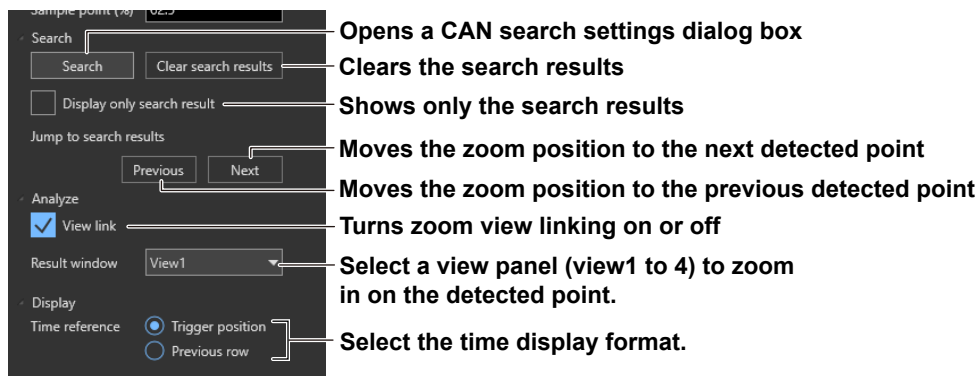 Sample point (%) 62.5
Search
Opens a CAN search settings dialog box
Search Clear search results
Clears the search results
Display only search result
Shows only the search results
Jump to search results
Moves the zoom position to the next detected point
Previous Next
Moves the zoom position to the previous detected point
Analyze
View link
Turns zoom view linking on or off
Result window View1
Select a view panel (view1 to 4) to zoom
in on the detected point.
Display
Time reference Trigger position
Previous row
Select the time display format.